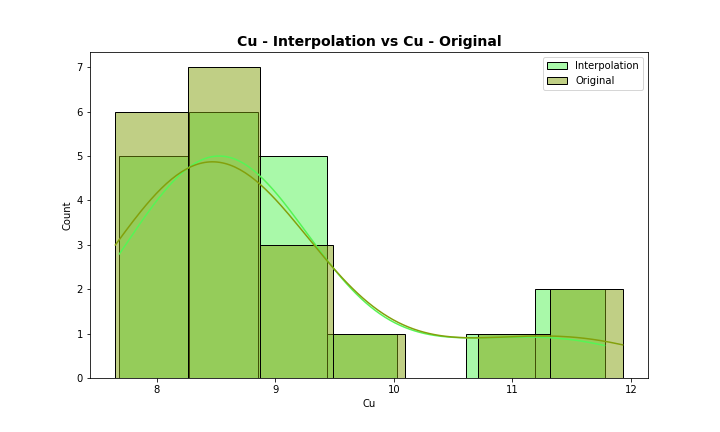 Cu - Interpolation vs Cu - Original
Interpolation
Original
7
6
5
4
3
2
1
0
Count
8 9 10 11 12
Cu